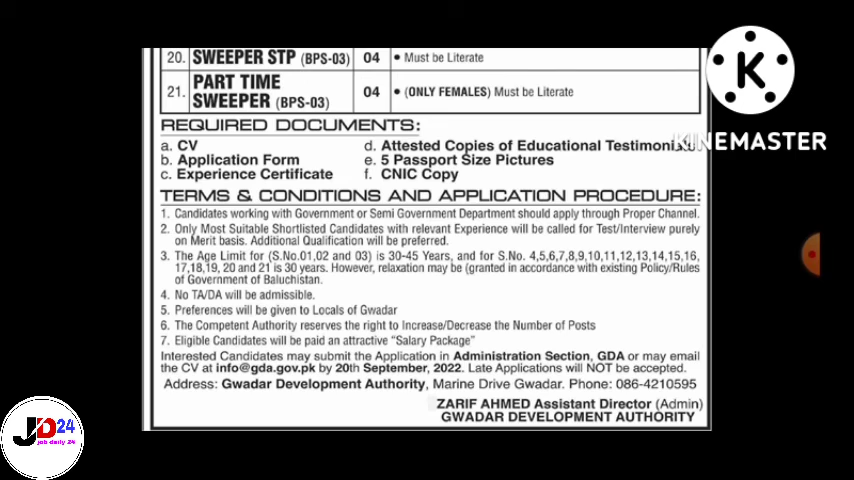 20. SWEEPER STP (BPS-03) 04 • Must be Literate
21. PART TIME SWEEPER (BPS-03) 04 • (ONLY FEMALES) Must be Literate
REQUIRED DOCUMENTS:
a. CV
b. Application Form
c. Experience Certificate
d. Attested Copies of Educational Testimonials
e. 5 Passport Size Pictures
f. CNIC Copy
TERMS & CONDITIONS AND APPLICATION PROCEDURE:
1. Candidates working with Government or Semi Government Department should apply through Proper Channel.
2. Only Most Suitable Shortlisted Candidates with relevant Experience will be called for Test/Interview purely
on Merit basis. Additional Qualification will be preferred.
3. The Age Limit for (S.No.01,02 and 03) is 30-45 Years, and for S.No. 4,5,6,7,8,9,10,11,12,13,14,15,16,
17,18,19, 20 and 21 is 30 years. However, relaxation may be (granted in accordance with existing Policy/Rules
of Government of Baluchistan.
4. No TA/DA will be admissible.
5. Preferences will be given to Locals of Gwadar
6. The Competent Authority reserves the right to Increase/Decrease the Number of Posts
7. Eligible Candidates will be paid an attractive "Salary Package"
Interested Candidates may submit the Application in Administration Section, GDA or may email
the CV at info@gda.gov.pk by 20th September, 2022. Late Applications will NOT be accepted.
Address: Gwadar Development Authority, Marine Drive Gwadar. Phone: 086-4210595
ZARIF AHMED Assistant Director (Admin)
GWADAR DEVELOPMENT AUTHORITY
K
KINEMASTER
JD24
job daily 24